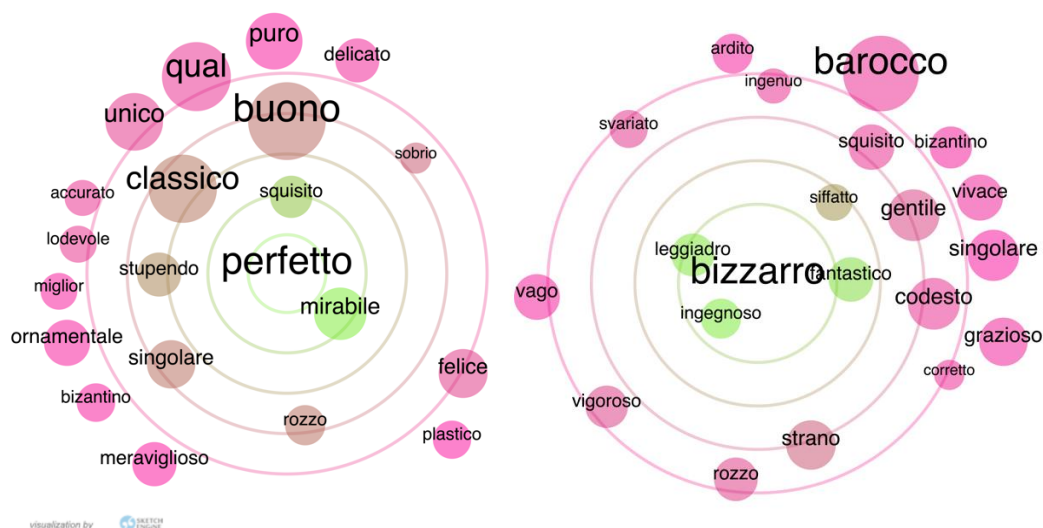 puro
delicato
qual
unico
buono
sobrio
classico
squisito
accurato
lodevole
stupendo
perfetto
miglior
mirabile
ornamentale
singolare
felice
bizantino
rozzo
plastico
meraviglioso
ardito
barocco
ingenuo
svariato
squisito
bizantino
siffatto
vivace
gentile
leggiadro
singolare
bizzarro
fantastico
vago
codesto
ingegnoso
grazioso
corretto
vigoroso
strano
rozzo
visualization by
SKETCH
ENGINE